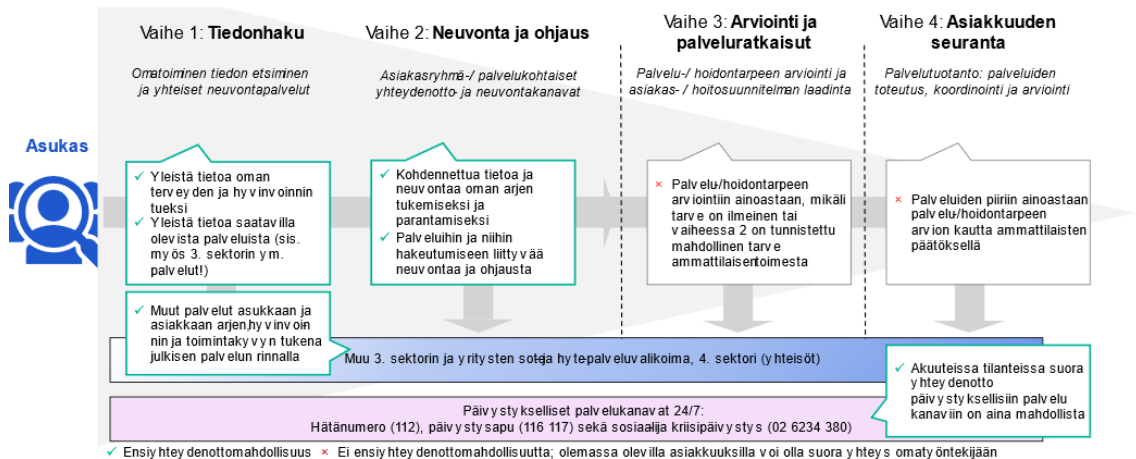 Vaihe 1: Tiedonhaku
Omatoiminen tiedon etsiminen
ja yhteiset neuvontapalvelut
Vaihe 2: Neuvonta ja ohjaus
Asiakasryhmä-/ palvelukohtaiset
yhteydenotto- ja neuvontakanavat
Vaihe 3: Arviointi ja
palveluratkaisut
Palvelu-/ hoidontarpeen arviointi ja
asiakas- / hoitosuunnitelman laadinta
Vaihe 4: Asiakkuuden
seuranta
Palvelutuotanto: palveluiden
toteutus, koordinointi ja arviointi
Asukas
✓ Yleistä tietoa oman
terveyden ja hyvinvoinnin
tueksi
✓ Yleistä tietoa saatavilla
olevista palveluista (sis.
myös 3. sektorin ym.
palvelut!)
✓ Kohdennettua tietoa ja
neuvontaa oman arjen
tukemiseksi ja
parantamiseksi
✓ Palveluihin ja niihin
hakeutumiseen liittyvää
neuvontaa ja ohjausta
× Palvelu-/hoidontarpeen
arviointiin ainoastaan, mikäli
tarve on ilmeinen tai
vaiheessa 2 on tunnistettu
mahdollinen tarve
ammattilaisentoimesta
× Palveluiden piiriin ainoastaan
palvelu/hoidontarpeen
arvion kautta ammattilaisten
päätöksellä
✓ Muut palvelut asukkaan ja
asiakkaan arjen,hyvinvoin
nin ja toimintakyvyn tukena
julkisen palvelun rinnalla
Muu 3. sektorin ja yritysten sote-ja hyte-palveluvalikoima, 4. sektori (yhteisöt)
✓ Akuuteissa tilanteissa suora
yhteydenotto
päivystyksellisiin palvelu
kanaviin on aina mahdollista
Päivystykselliset palvelukanavat 24/7:
Hätänumero (112), päivystysapu (116 117) sekä sosiaali-ja kriisipäivystys (02 6234 380)
✓ Ensiyhteydenottomahdollisuus × Ei ensiyhteydenottomahdollisuutta; olemassa olevilla asiakkuuksilla voi olla suora yhteys omatyöntekijään